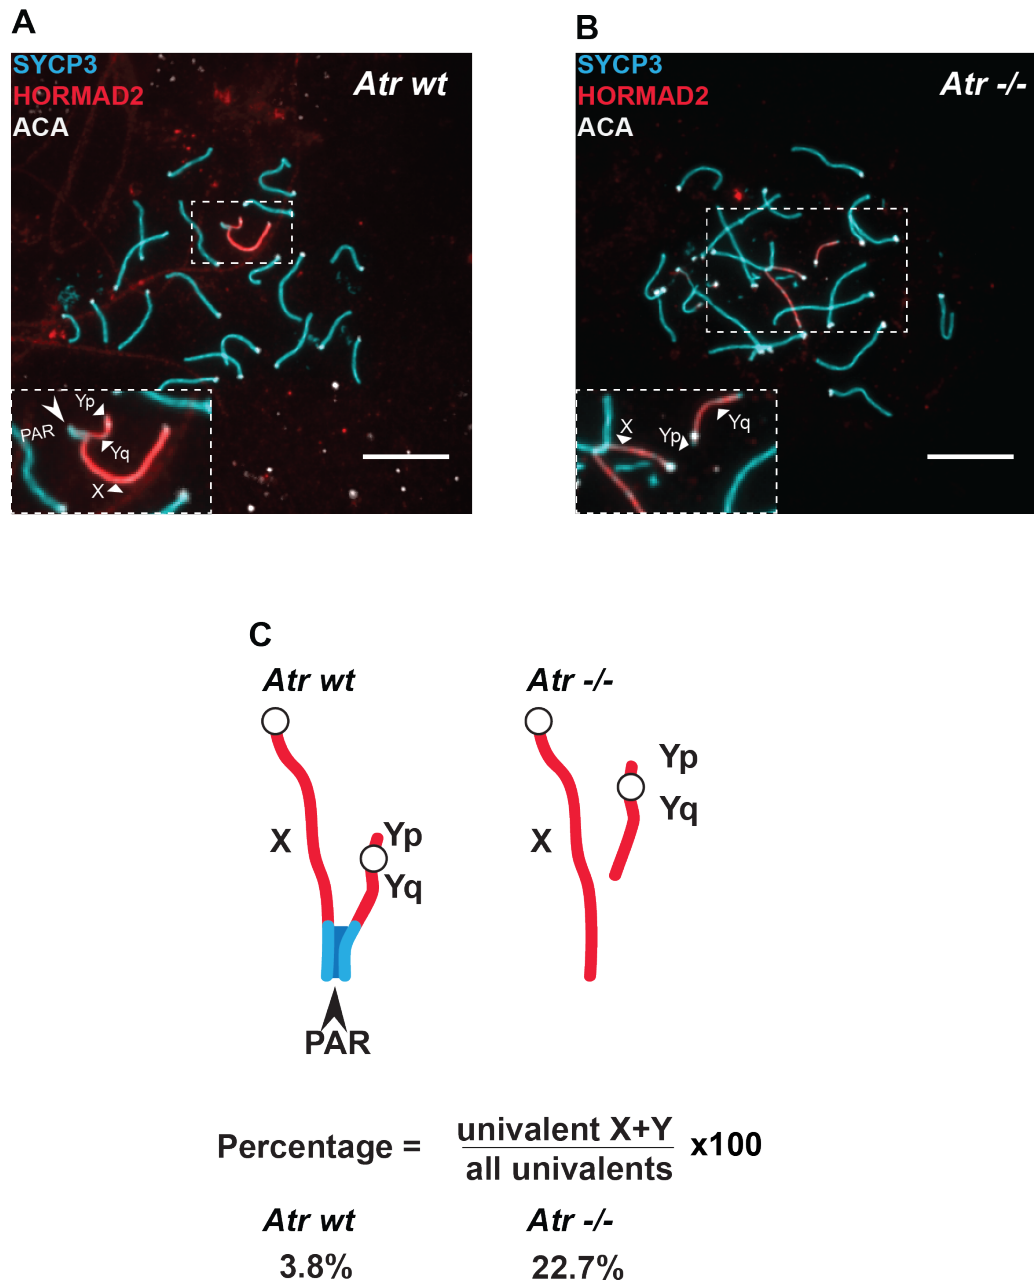 A
SYCP3
HORMAD2
ACA
Atr wt
Yp
PAR
Yq
X
B
SYCP3
HORMAD2
ACA
Atr -/-
X
Yp
Yq
C
Atr wt
Atr -/-
X
Yp
Yq
PAR
X
Yp
Yq
Percentage = univalent X+Y x100
all univalents
Atr wt Atr -/-
3.8% 22.7%